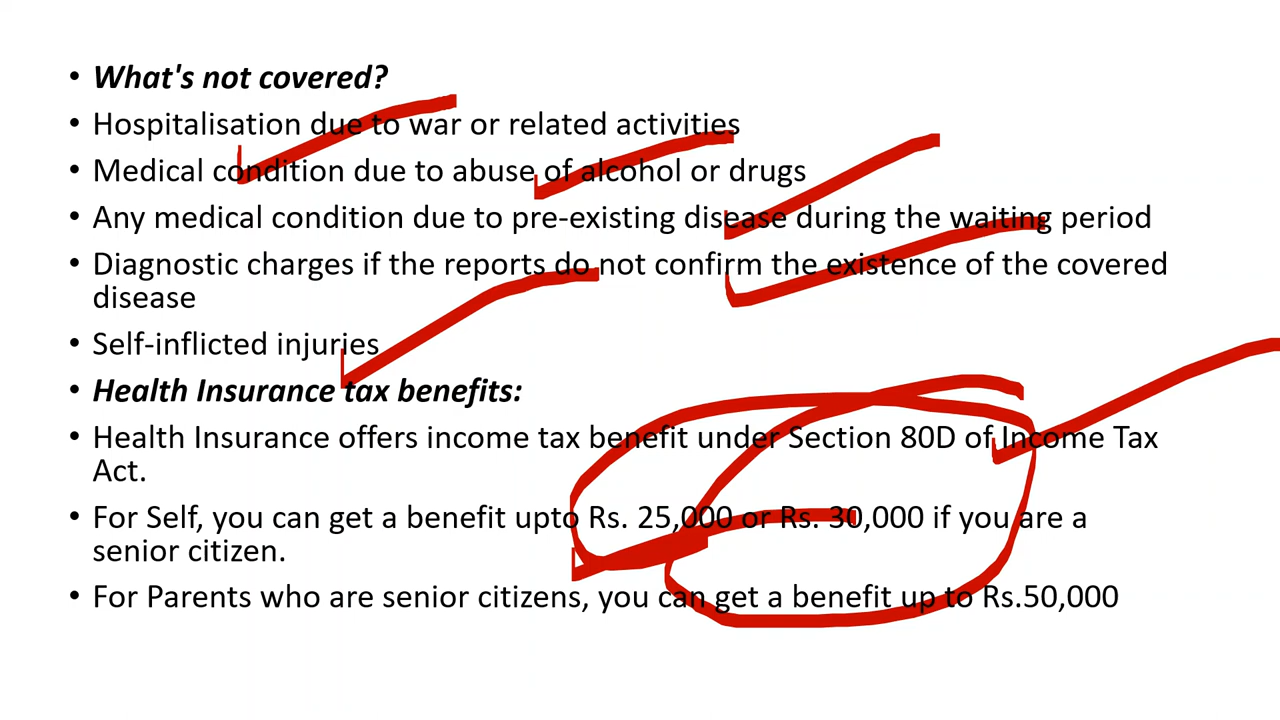 • What's not covered?
• Hospitalisation due to war or related activities
• Medical condition due to abuse of alcohol or drugs
• Any medical condition due to pre-existing disease during the waiting period
• Diagnostic charges if the reports do not confirm the existence of the covered
disease
• Self-inflicted injuries
• Health Insurance tax benefits:
• Health Insurance offers income tax benefit under Section 80D of Income Tax
Act.
• For Self, you can get a benefit upto Rs. 25,000 or Rs. 30,000 if you are a
senior citizen.
• For Parents who are senior citizens, you can get a benefit up to Rs.50,000